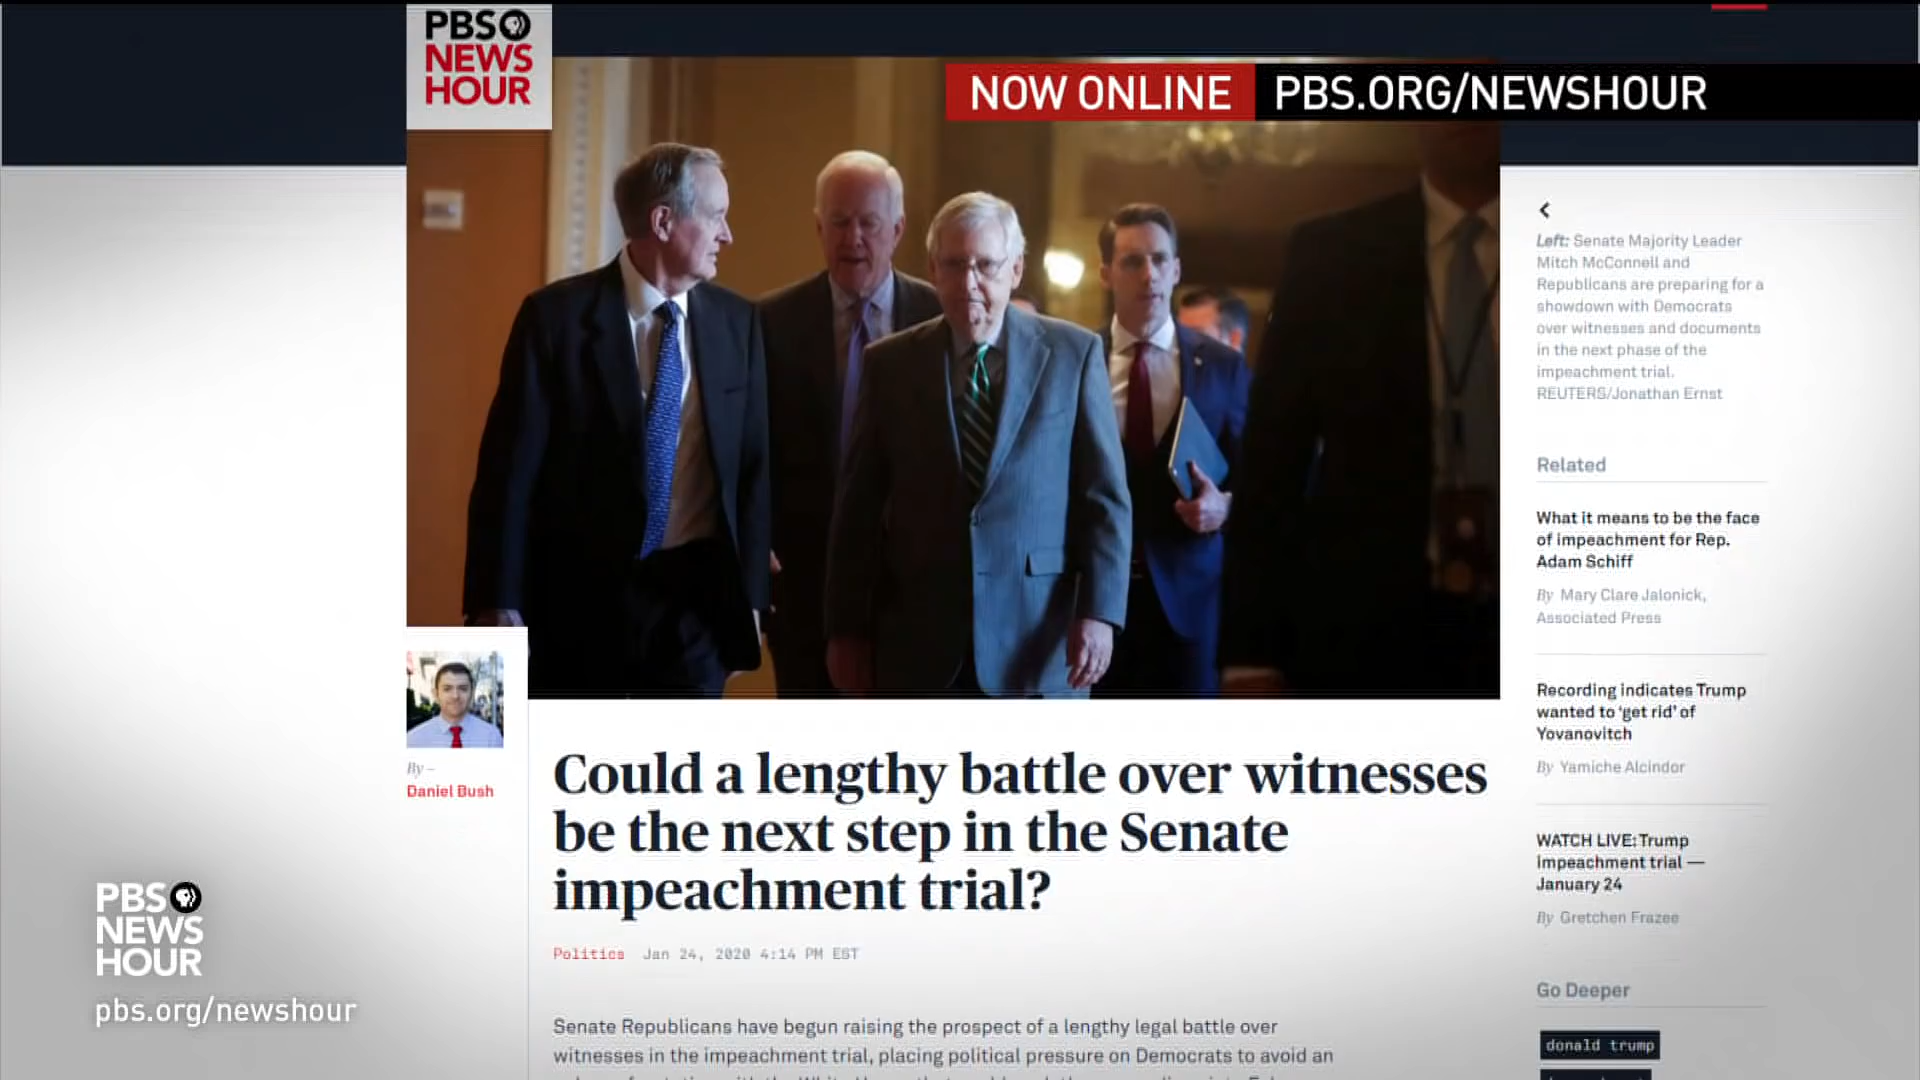 PBS
NEWS
HOUR
NOW ONLINE
PBS.ORG/NEWSHOUR
Left: Senate Majority Leader
Mitch McConnell and
Republicans are preparing for a
showdown with Democrats
over witnesses and documents
in the next phase of the
impeachment trial.
REUTERS/Jonathan Ernst
Related
What it means to be the face
of impeachment for Rep.
Adam Schiff
By Mary Clare Jalonick,
Associated Press
Recording indicates Trump
wanted to ‘get rid’ of
Yovanovitch
By Yamiche Alcindor
WATCH LIVE: Trump
impeachment trial —
January 24
By Gretchen Frazee
Go Deeper
donald trump
By –
Daniel Bush
Could a lengthy battle over witnesses
be the next step in the Senate
impeachment trial?
Politics Jan 24, 2020 4:14 PM EST
Senate Republicans have begun raising the prospect of a lengthy legal battle over
witnesses in the impeachment trial, placing political pressure on Democrats to avoid an
PBS
NEWS
HOUR
pbs.org/newshour